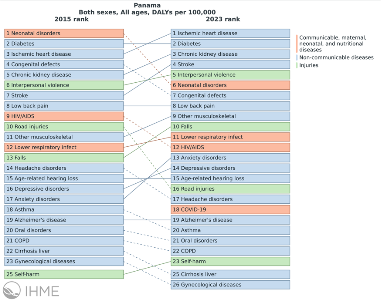 Panama
Both sexes, All ages, DALYs per 100,000
2015 rank
2023 rank
1 Neonatal disorders
2 Diabetes
3 Ischemic heart disease
4 Congenital defects
5 Chronic kidney disease
6 Interpersonal violence
7 Stroke
8 Low back pain
9 HIV/AIDS
10 Road injuries
11 Other musculoskeletal
12 Lower respiratory infect
13 Falls
14 Headache disorders
15 Age-related hearing loss
16 Depressive disorders
17 Anxiety disorders
18 Asthma
19 Alzheimer's disease
20 Oral disorders
21 COPD
22 Cirrhosis liver
23 Gynecological diseases
25 Self-harm
1 Ischemic heart disease
2 Diabetes
3 Chronic kidney disease
4 Stroke
5 Interpersonal violence
6 Neonatal disorders
7 Congenital defects
8 Low back pain
9 Other musculoskeletal
10 Falls
11 Lower respiratory infect
12 HIV/AIDS
13 Anxiety disorders
14 Depressive disorders
15 Age-related hearing loss
16 Road injuries
17 Headache disorders
18 COVID-19
19 Alzheimer's disease
20 Asthma
21 Oral disorders
22 COPD
23 Self-harm
25 Cirrhosis liver
26 Gynecological diseases
Communicable, maternal,
neonatal, and nutritional
diseases
Non-communicable diseases
Injuries
IHME